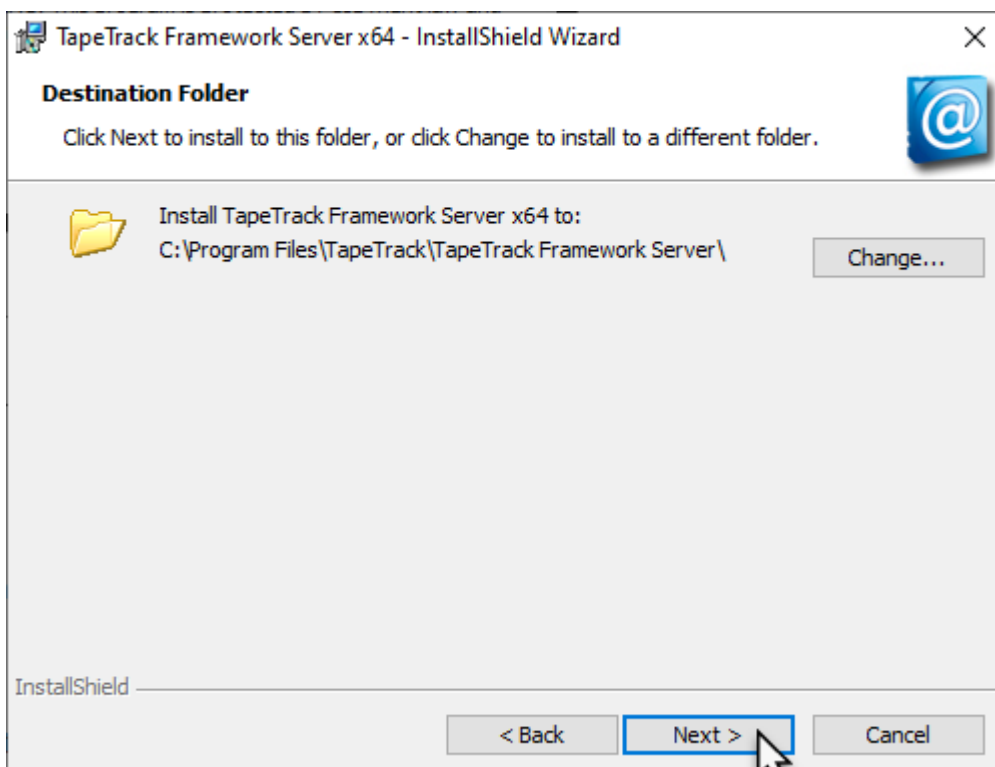 TapeTrack Framework Server x64 - InstallShield Wizard
Destination Folder
Click Next to install to this folder, or click Change to install to a different folder.
Install TapeTrack Framework Server x64 to:
C:\Program Files\TapeTrack\TapeTrack Framework Server\
Change...
InstallShield
< Back
Next >
Cancel